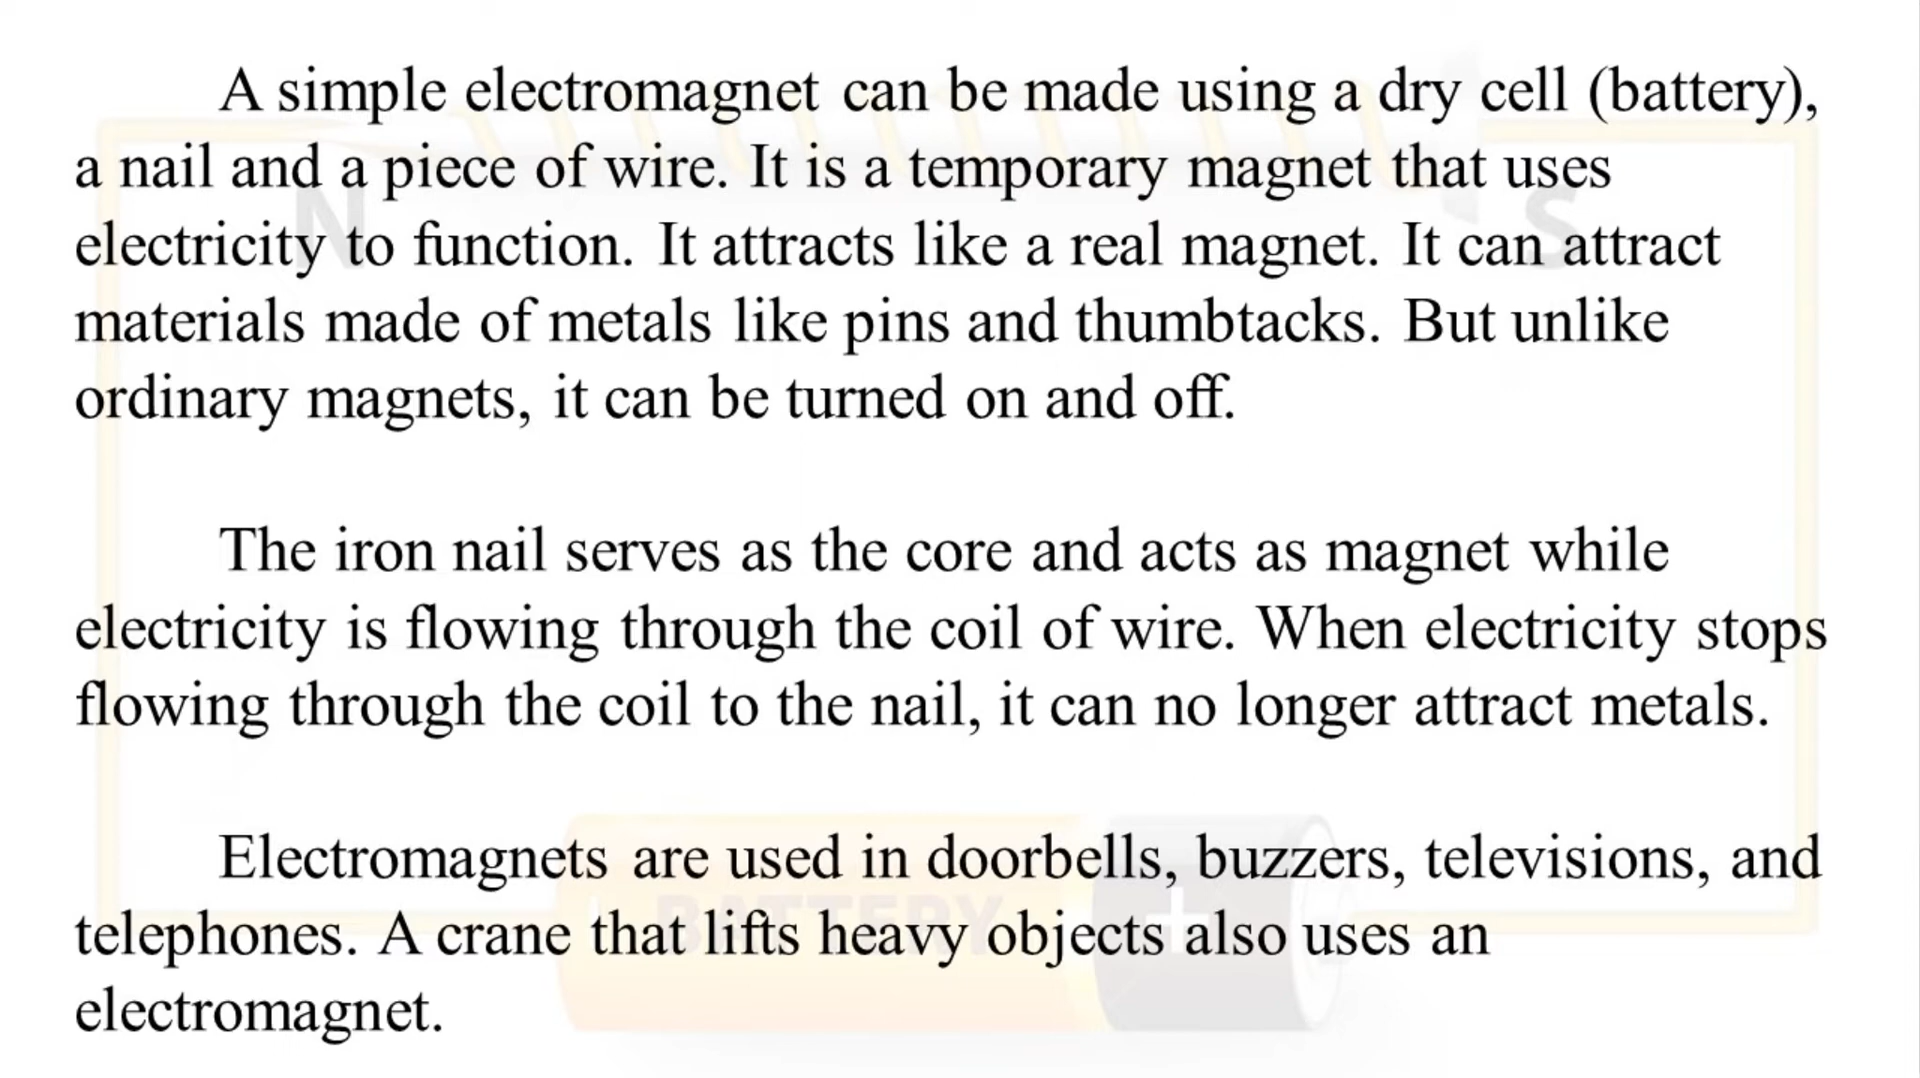 A simple electromagnet can be made using a dry cell (battery),
a nail and a piece of wire. It is a temporary magnet that uses
electricity to function. It attracts like a real magnet. It can attract
materials made of metals like pins and thumbtacks. But unlike
ordinary magnets, it can be turned on and off.
The iron nail serves as the core and acts as magnet while
electricity is flowing through the coil of wire. When electricity stops
flowing through the coil to the nail, it can no longer attract metals.
Electromagnets are used in doorbells, buzzers, televisions, and
telephones. A crane that lifts heavy objects also uses an
electromagnet.
N
S
BATTERY
+